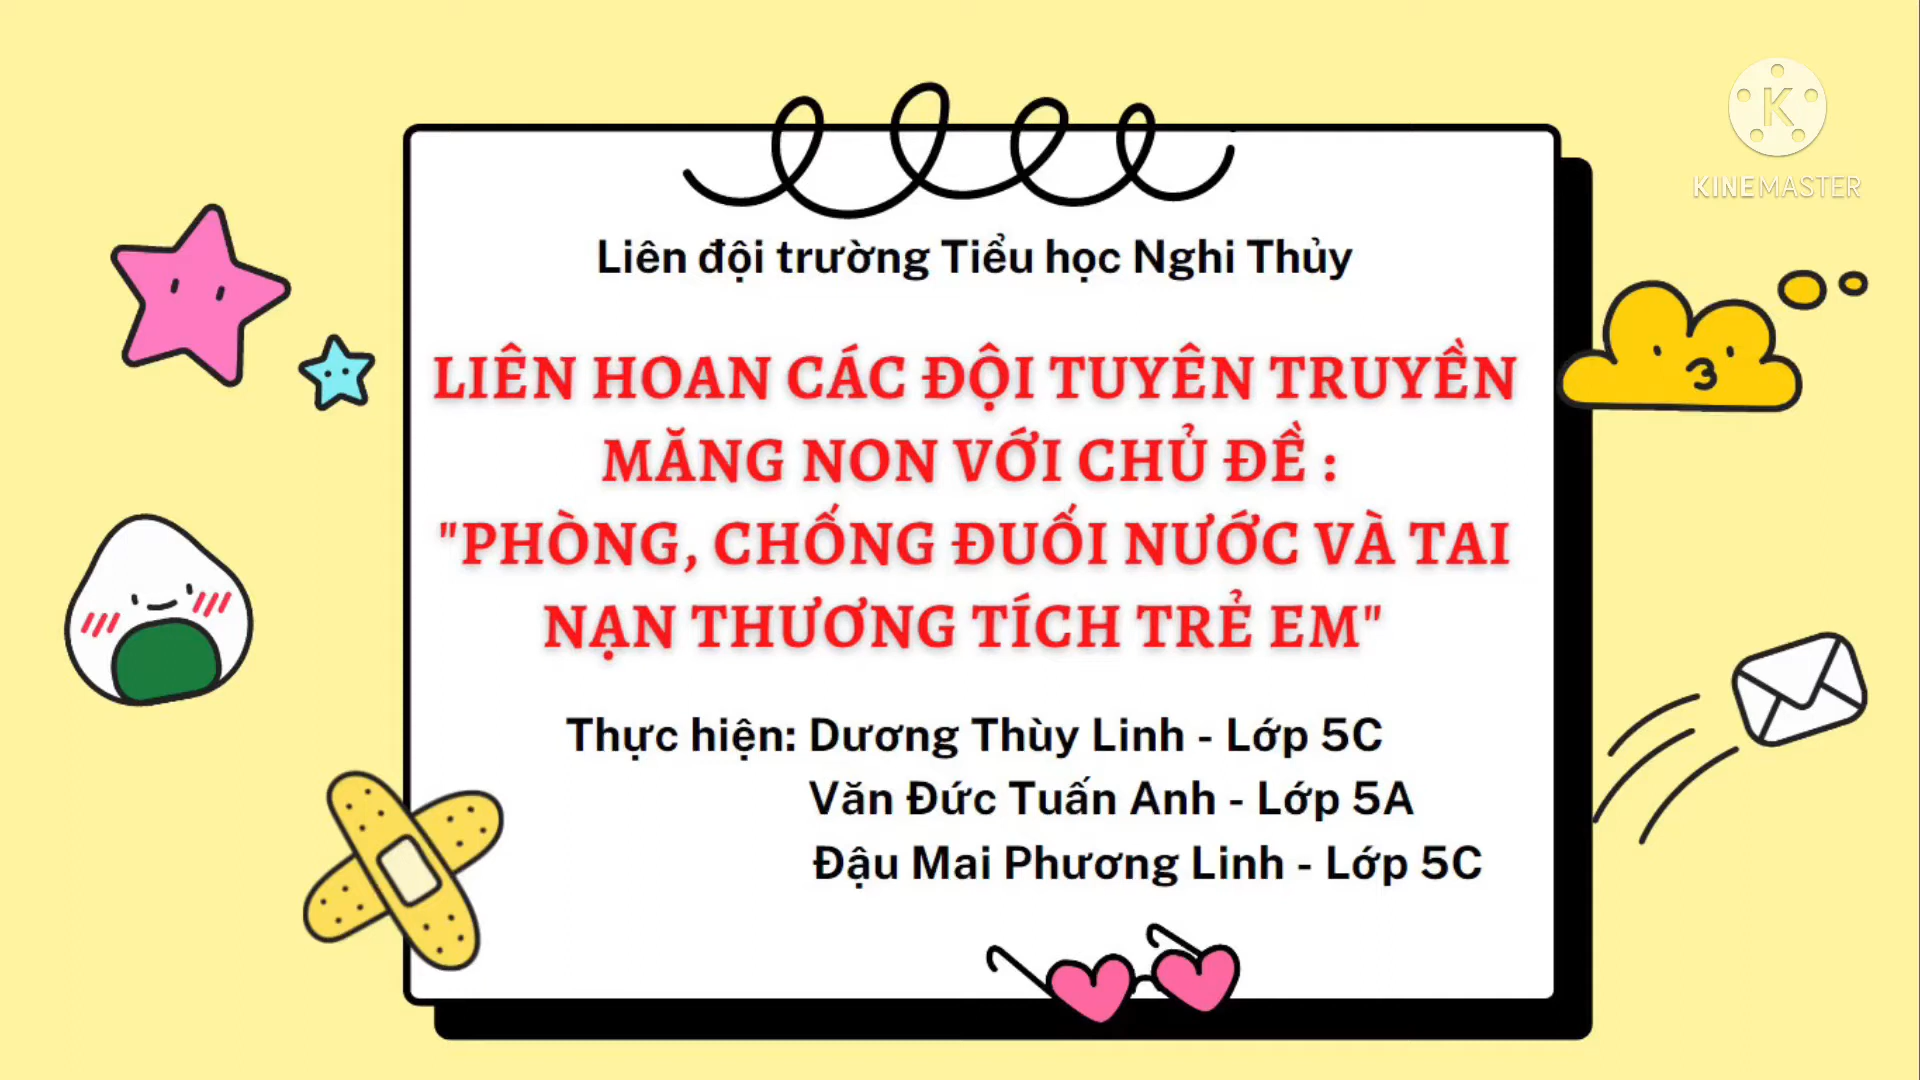 KINEMASTER
Liên đội trường Tiểu học Nghi Thủy
LIÊN HOAN CÁC ĐỘI TUYÊN TRUYỀN
MĂNG NON VỚI CHỦ ĐỀ :
"PHÒNG, CHỐNG ĐUỐI NƯỚC VÀ TAI
NẠN THƯƠNG TÍCH TRẺ EM"
Thực hiện: Dương Thùy Linh - Lớp 5C
Văn Đức Tuấn Anh - Lớp 5A
Đậu Mai Phương Linh - Lớp 5C